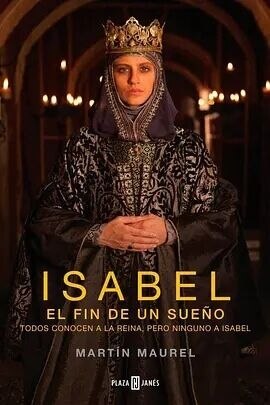 ISABEL
EL FIN DE UN SUEÑO
TODOS CONOCEN A LA REINA, PERO NINGUNO A ISABEL
MARTÍN MAUREL
PLAZA JANÉS